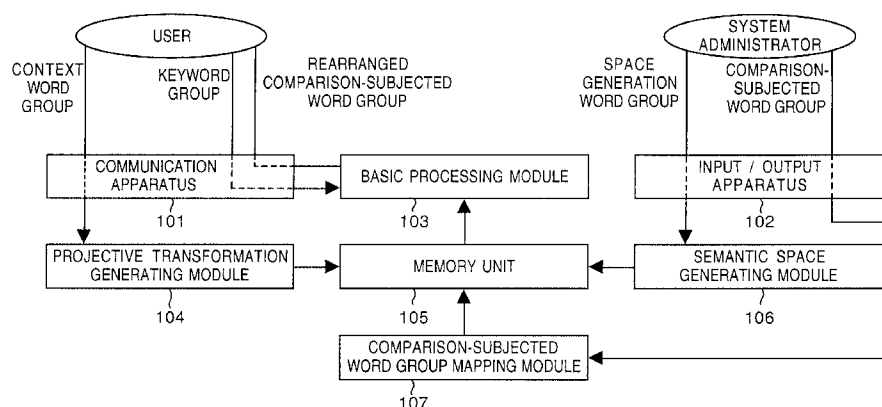 USER
SYSTEM
ADMINISTRATOR
CONTEXT
WORD
GROUP
KEYWORD
GROUP
REARRANGED
COMPARISON-SUBJECTED
WORD GROUP
SPACE
GENERATION
WORD GROUP
COMPARISON-
SUBJECTED
WORD GROUP
COMMUNICATION
APPARATUS
101
BASIC PROCESSING MODULE
103
INPUT / OUTPUT
APPARATUS
102
PROJECTIVE TRANSFORMATION
GENERATING MODULE
104
MEMORY UNIT
105
SEMANTIC SPACE
GENERATING MODULE
106
COMPARISON-SUBJECTED
WORD GROUP MAPPING MODULE
107